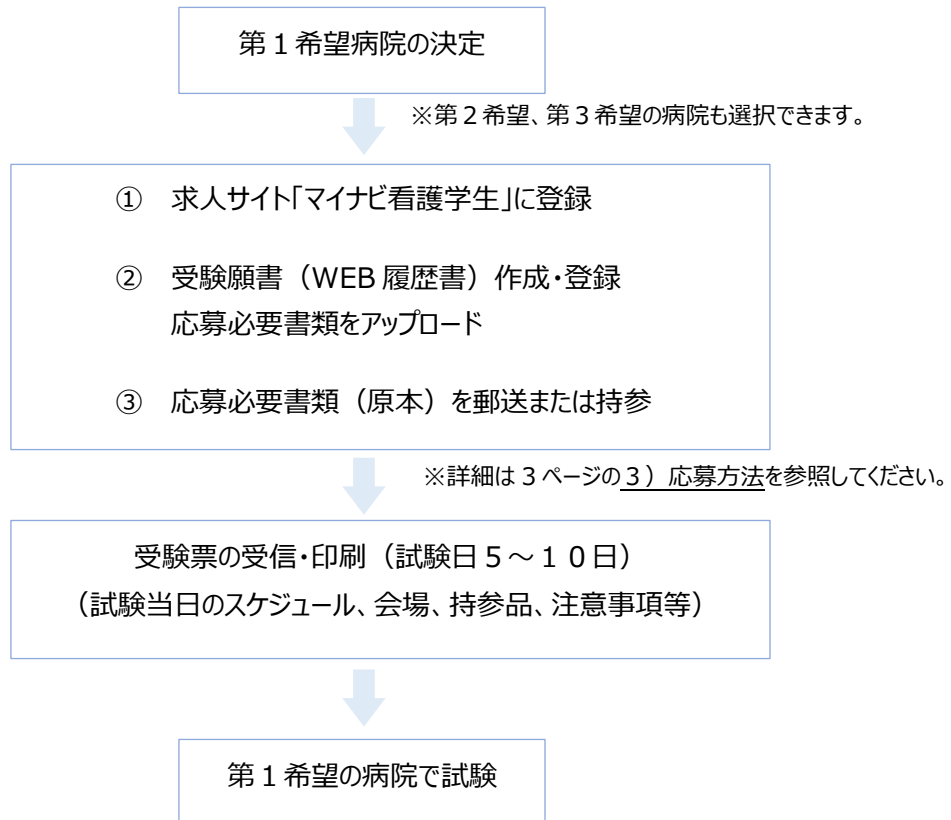 第１希望病院の決定
※第２希望、第３希望の病院も選択できます。
① 求人サイト「マイナビ看護学生」に登録
② 受験願書（WEB 履歴書）作成・登録
応募必要書類をアップロード
③ 応募必要書類（原本）を郵送または持参
※詳細は 3 ページの３）応募方法を参照してください。
受験票の受信・印刷（試験日５～１０日）
（試験当日のスケジュール、会場、持参品、注意事項等）
第１希望の病院で試験